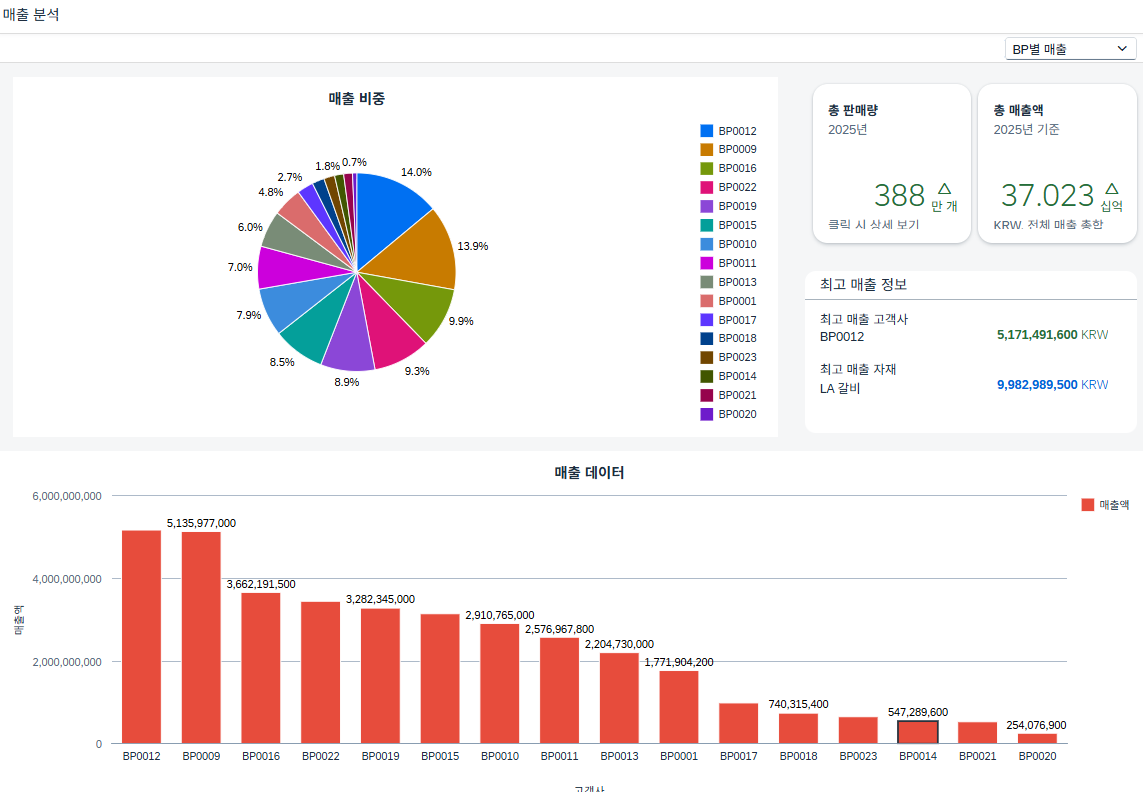 매출 분석
BP별 매출
매출 비중
14.0%
13.9%
9.9%
9.3%
8.9%
8.5%
7.9%
7.0%
6.0%
4.8%
2.7%
1.8%
0.7%
BP0012
BP0009
BP0016
BP0022
BP0019
BP0015
BP0010
BP0011
BP0013
BP0001
BP0017
BP0018
BP0023
BP0014
BP0021
BP0020
총 판매량
2025년
388 만 개
클릭 시 상세 보기
총 매출액
2025년 기준
37.023 십억
KRW. 전체 매출 총합
최고 매출 정보
최고 매출 고객사
BP0012
5,171,491,600 KRW
최고 매출 자재
LA 갈비
9,982,989,500 KRW
매출 데이터
매출액
6,000,000,000
4,000,000,000
2,000,000,000
0
매출액
5,135,977,000
3,662,191,500
3,282,345,000
2,910,765,000
2,576,967,800
2,204,730,000
1,771,904,200
740,315,400
547,289,600
254,076,900
BP0012 BP0009 BP0016 BP0022 BP0019 BP0015 BP0010 BP0011 BP0013 BP0001 BP0017 BP0018 BP0023 BP0014 BP0021 BP0020
고객사